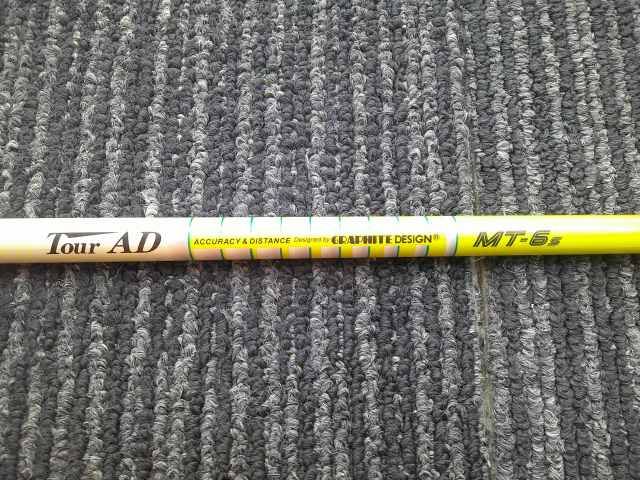 Tour AD ACCURACY & DISTANCE Designed by GRAPHITE DESIGN® MT-6s